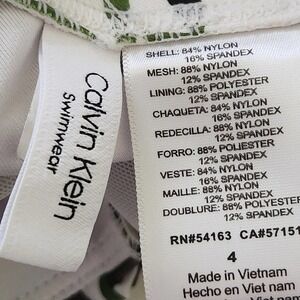 Calvin Klein
Swimwear
SHELL: 84% NYLON
16% SPANDEX
MESH: 88% NYLON
12% SPANDEX
LINING: 88% POLYESTER
12% SPANDEX
CHAQUETA: 84% NYLON
16% SPANDEX
REDECILLA: 88% NYLON
12% SPANDEX
FORRO: 88% POLIESTER
12% SPANDEX
VESTE: 84% NYLON
16% SPANDEX
MAILLE: 88% NYLON
12% SPANDEX
DOUBLURE: 88% POLYESTER
12% SPANDEX
RN#54163 CA#57151
4
Made in Vietnam
Hecho en Viet nam